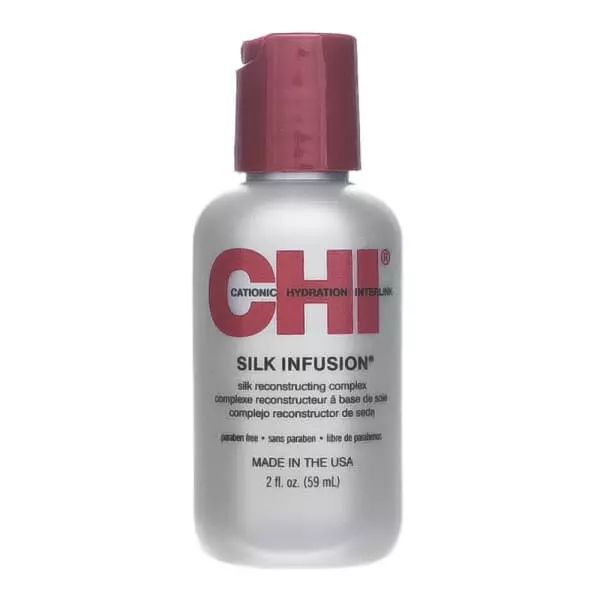 CHI®
CATIONIC HYDRATION INTERLINK
SILK INFUSION®
silk reconstructing complex
complexe reconstructeur à base de soie
complejo reconstructor de seda
paraben free • sans paraben • libre de parabenos
MADE IN THE USA
2 fl. oz. (59 mL)